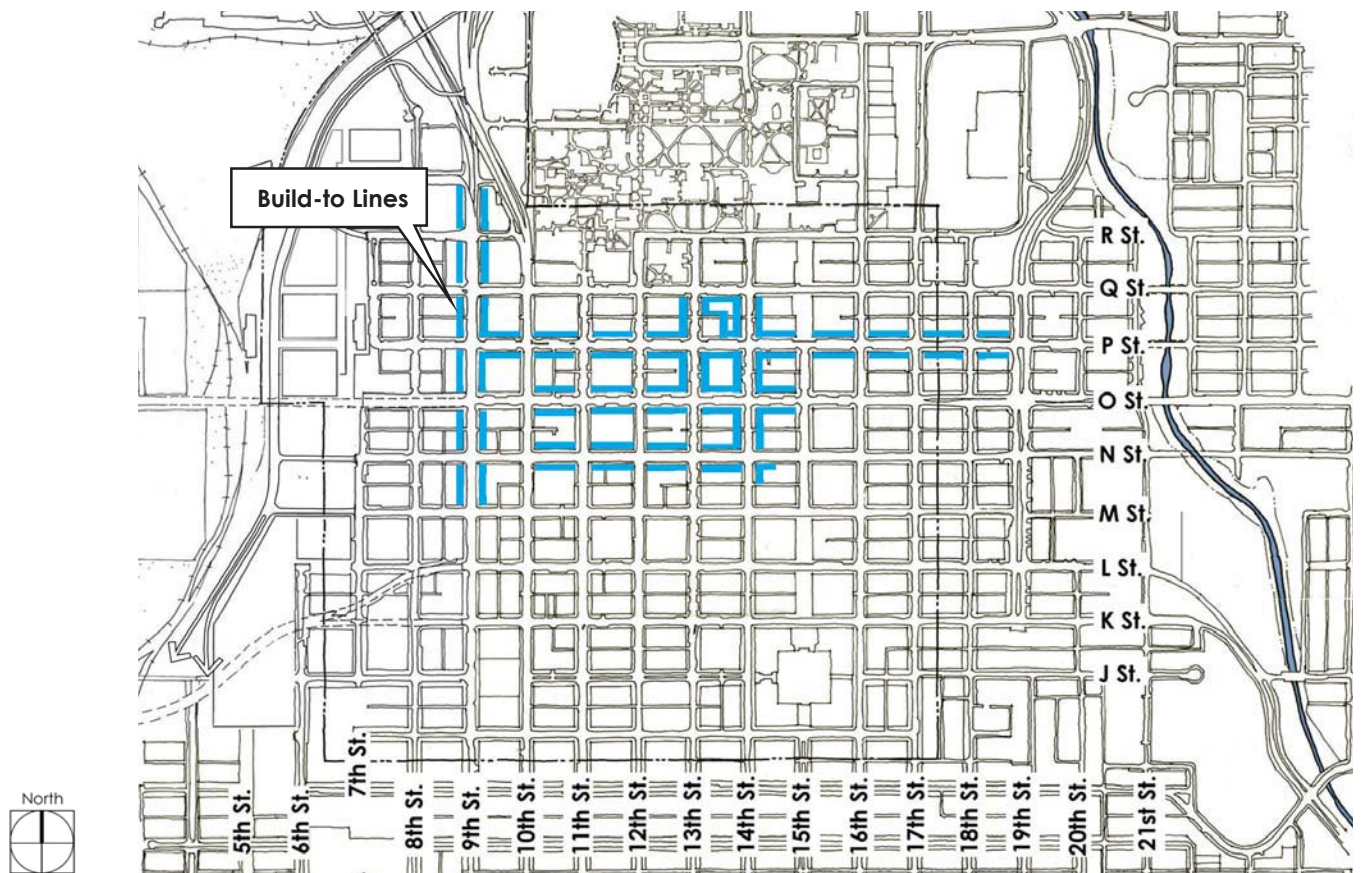 Build-to Lines
R St.
Q St.
P St.
O St.
N St.
M St.
L St.
K St.
J St.
North
5th St.
6th St.
7th St.
8th St.
9th St.
10th St.
11th St.
12th St.
13th St.
14th St.
15th St.
16th St.
17th St.
18th St.
19th St.
20th St.
21st St.